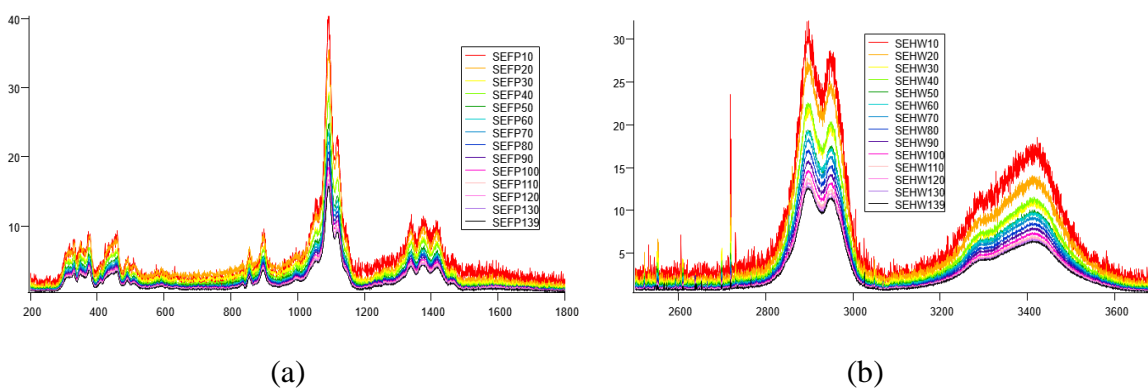 40
30
20
10
200 400 600 800 1000 1200 1400 1600 1800
SEFP10
SEFP20
SEFP30
SEFP40
SEFP50
SEFP60
SEFP70
SEFP80
SEFP90
SEFP100
SEFP110
SEFP120
SEFP130
SEFP139
(a)
30
25
20
15
10
5
2600 2800 3000 3200 3400 3600
SEHW10
SEHW20
SEHW30
SEHW40
SEHW50
SEHW60
SEHW70
SEHW80
SEHW90
SEHW100
SEHW110
SEHW120
SEHW130
SEHW139
(b)